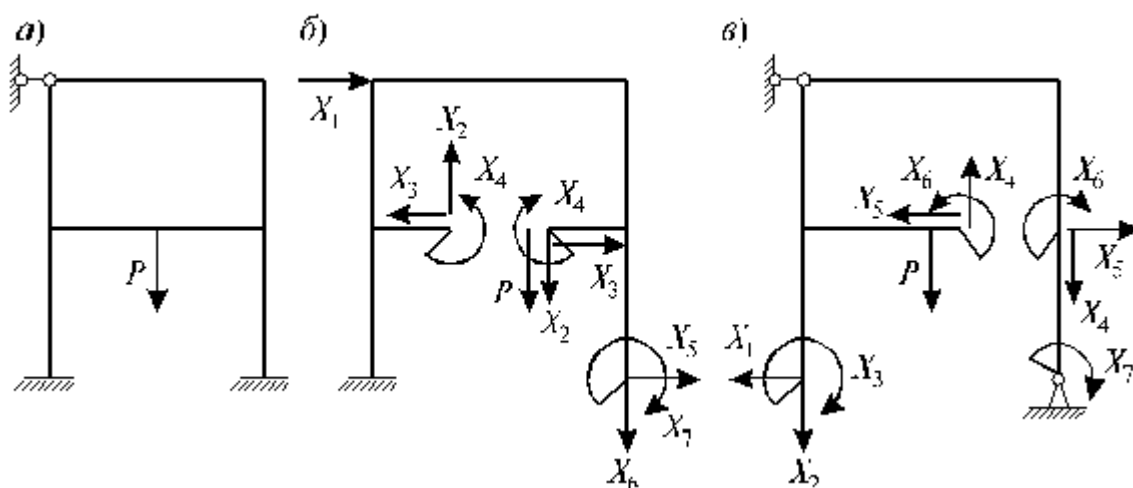 а) б) в)
X₁
X₂
X₃ X₄ X₄
P X₂ X₃
X₅
X₇
X₆
P
X₆ X₄ X₆
X₅ X₅
P X₄
X₁ X₃ X₇
X₂